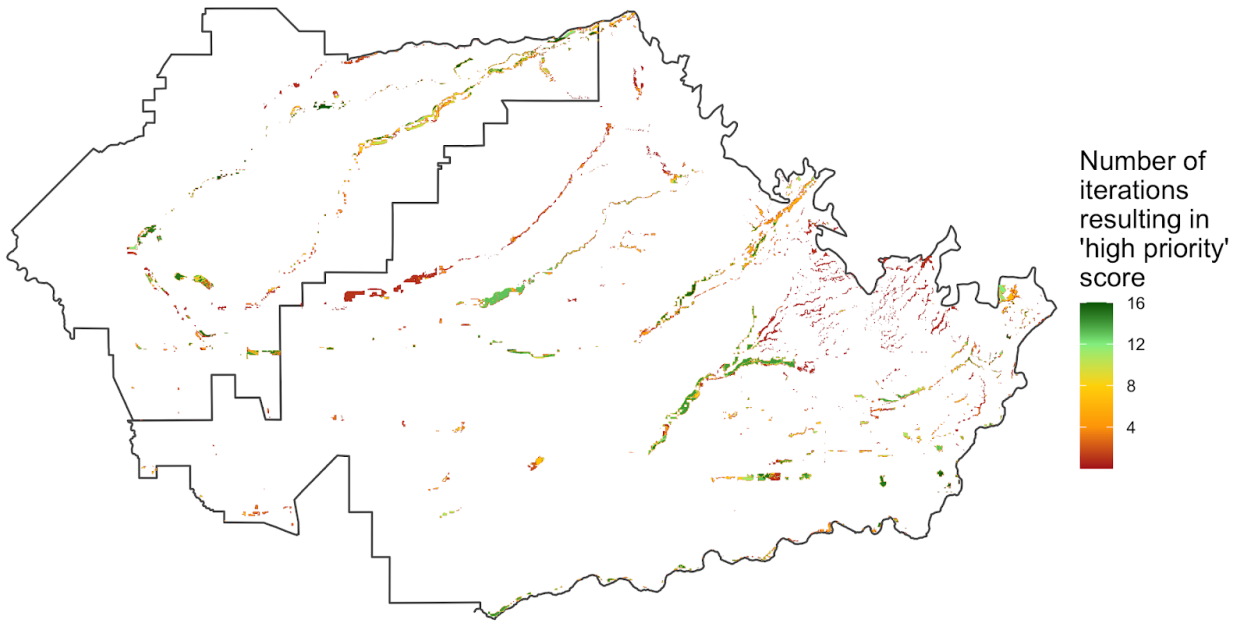 Number of
iterations
resulting in
'high priority'
score
16
12
8
4